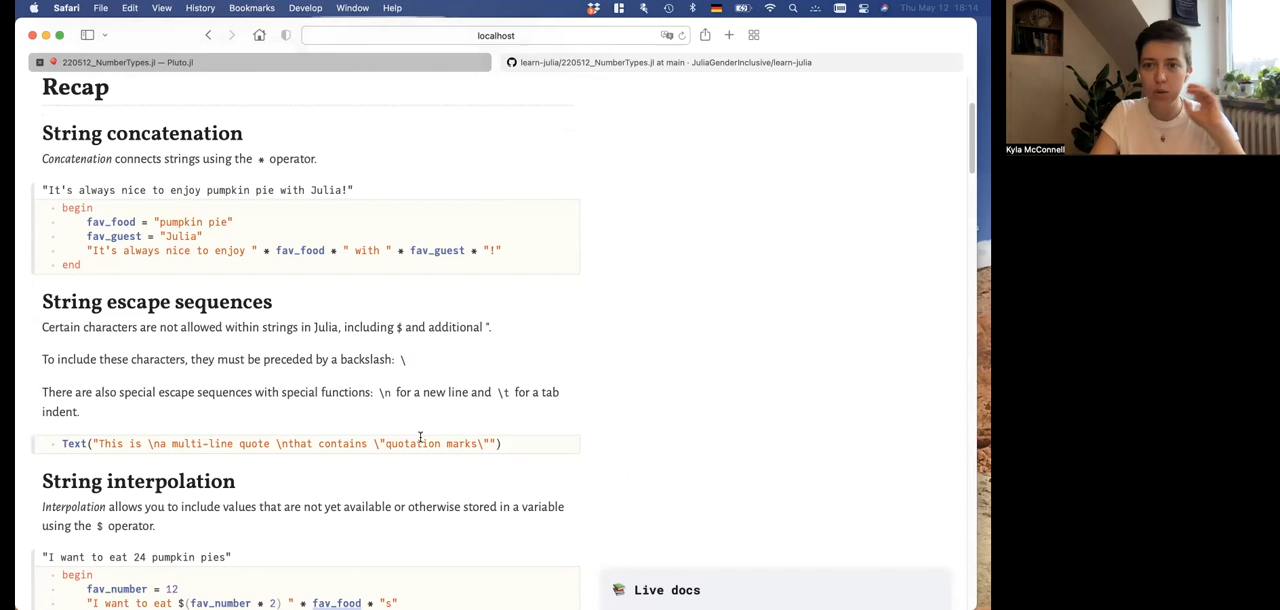 Safari File Edit View History Bookmarks Develop Window Help Thu May 12 18:14
localhost
220512_NumberTypes.jl — Pluto.jl
learn-julia/220512_NumberTypes.jl at main · JuliaGenderInclusive/learn-julia
Kyla McConnell
Recap
String concatenation
Concatenation connects strings using the * operator.
"It's always nice to enjoy pumpkin pie with Julia!"
begin
fav_food = "pumpkin pie"
fav_guest = "Julia"
"It's always nice to enjoy " * fav_food * " with " * fav_guest * "!"
end
String escape sequences
Certain characters are not allowed within strings in Julia, including $ and additional ".
To include these characters, they must be preceded by a backslash: \
There are also special escape sequences with special functions: \n for a new line and \t for a tab
indent.
Text("This is \na multi-line quote \nthat contains \"quotation marks\"")
String interpolation
Interpolation allows you to include values that are not yet available or otherwise stored in a variable
using the $ operator.
"I want to eat 24 pumpkin pies"
begin
fav_number = 12
"I want to eat $(fav_number * 2) " * fav_food * "s"
Live docs